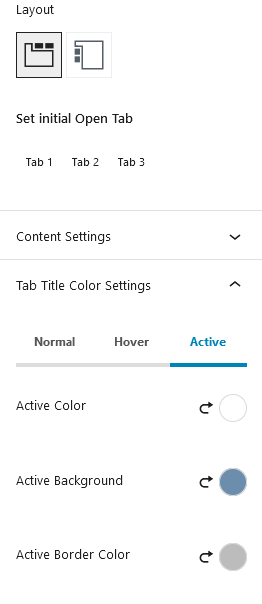 Layout
Set initial Open Tab
Tab 1 Tab 2 Tab 3
Content Settings
Tab Title Color Settings
Normal Hover Active
Active Color
Active Background
Active Border Color